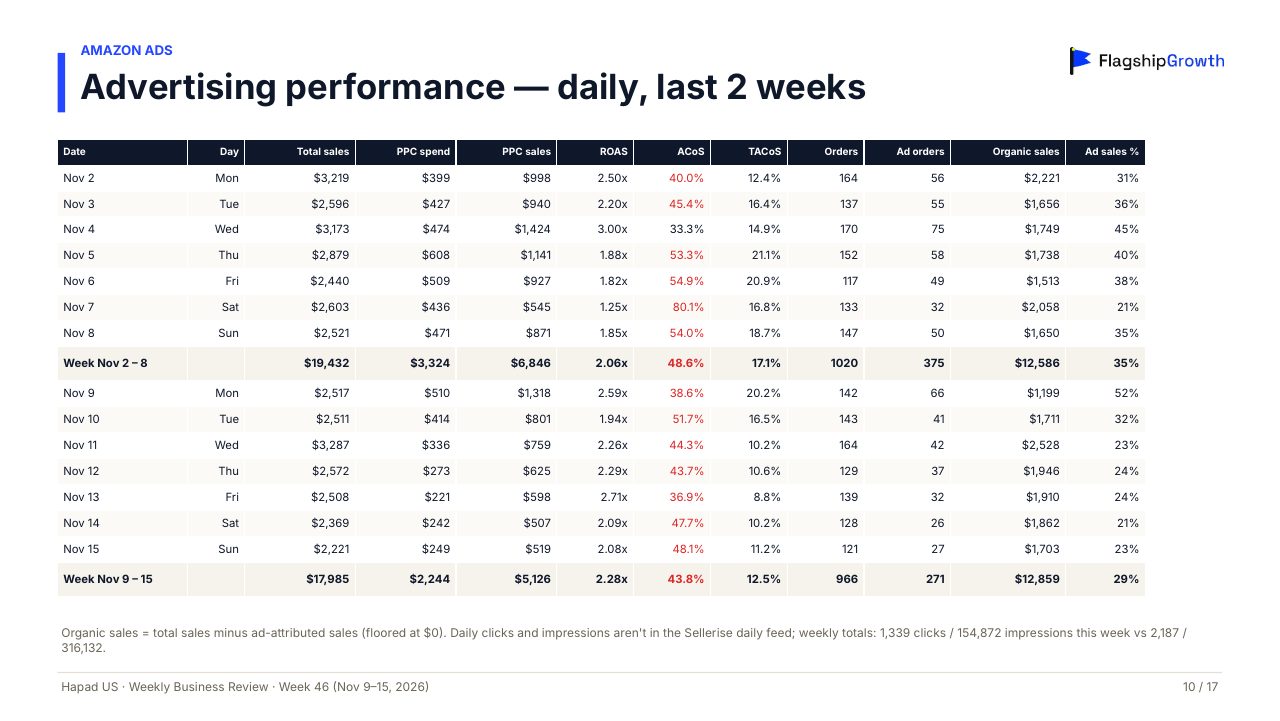 AMAZON ADS
Advertising performance — daily, last 2 weeks
FlagshipGrowth
Date Day Total sales PPC spend PPC sales ROAS ACoS TACoS Orders Ad orders Organic sales Ad sales %
Nov 2 Mon $3,219 $399 $998 2.50x 40.0% 12.4% 164 56 $2,221 31%
Nov 3 Tue $2,596 $427 $940 2.20x 45.4% 16.4% 137 55 $1,656 36%
Nov 4 Wed $3,173 $474 $1,424 3.00x 33.3% 14.9% 170 75 $1,749 45%
Nov 5 Thu $2,879 $608 $1,141 1.88x 53.3% 21.1% 152 58 $1,738 40%
Nov 6 Fri $2,440 $509 $927 1.82x 54.9% 20.9% 117 49 $1,513 38%
Nov 7 Sat $2,603 $436 $545 1.25x 80.1% 16.8% 133 32 $2,058 21%
Nov 8 Sun $2,521 $471 $871 1.85x 54.0% 18.7% 147 50 $1,650 35%
Week Nov 2 – 8 $19,432 $3,324 $6,846 2.06x 48.6% 17.1% 1020 375 $12,586 35%
Nov 9 Mon $2,517 $510 $1,318 2.59x 38.6% 20.2% 142 66 $1,199 52%
Nov 10 Tue $2,511 $414 $801 1.94x 51.7% 16.5% 143 41 $1,711 32%
Nov 11 Wed $3,287 $336 $759 2.26x 44.3% 10.2% 164 42 $2,528 23%
Nov 12 Thu $2,572 $273 $625 2.29x 43.7% 10.6% 129 37 $1,946 24%
Nov 13 Fri $2,508 $221 $598 2.71x 36.9% 8.8% 139 32 $1,910 24%
Nov 14 Sat $2,369 $242 $507 2.09x 47.7% 10.2% 128 26 $1,862 21%
Nov 15 Sun $2,221 $249 $519 2.08x 48.1% 11.2% 121 27 $1,703 23%
Week Nov 9 – 15 $17,985 $2,244 $5,126 2.28x 43.8% 12.5% 966 271 $12,859 29%
Organic sales = total sales minus ad-attributed sales (floored at $0). Daily clicks and impressions aren't in the Sellerise daily feed; weekly totals: 1,339 clicks / 154,872 impressions this week vs 2,187 /
316,132.
Hapad US · Weekly Business Review · Week 46 (Nov 9–15, 2026)
10 / 17